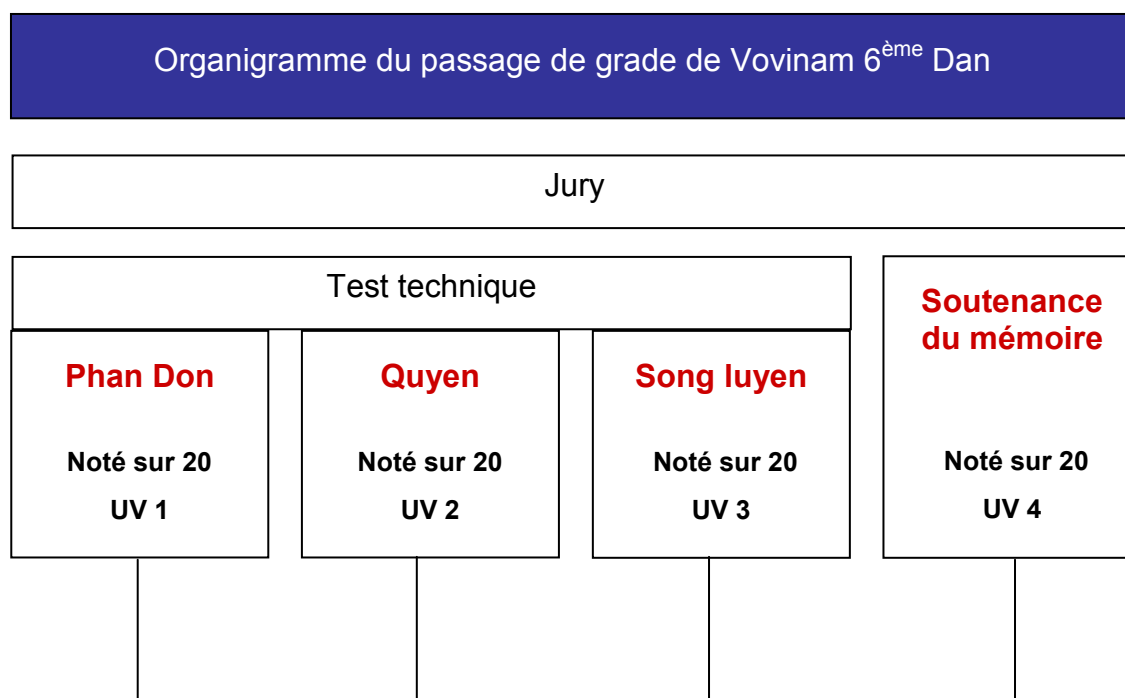 Organigramme du passage de grade de Vovinam 6ème Dan
Jury
Test technique
Phan Don
Noté sur 20
UV 1
Quyen
Noté sur 20
UV 2
Song luyen
Noté sur 20
UV 3
Soutenance
du mémoire
Noté sur 20
UV 4